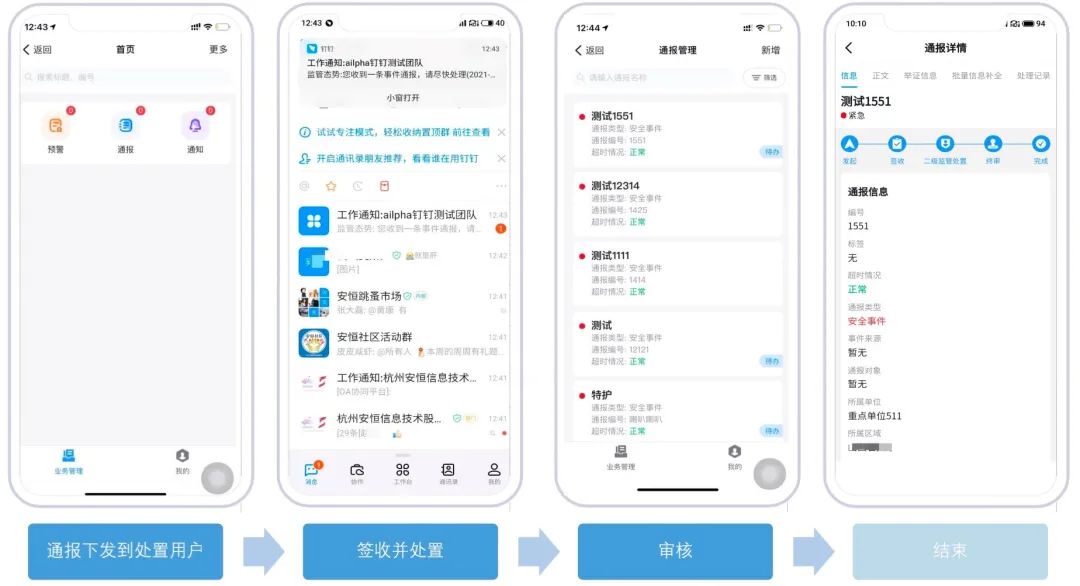 12:43
返回
首页
更多
搜索标题、编号
0
0
0
预警
通报
通知
业务管理
我的
12:43
40
钉钉
12:43
工作通知:ailpha钉钉测试团队
监管态势:您收到一条事件通报，请尽快处理(2021-...
小窗打开
试试专注模式，轻松收纳置顶群 前往查看
开启通讯录朋友推荐，看看谁在用钉钉
工作通知:ailpha钉钉测试团队
12:43
监管态势: 您收到一条事件通报，请...
1
12:42
[图片]
安恒跳蚤市场
内部
12:41
张大磊: @黄康 有
安恒社区活动群
12:41
皮皮咸虾: @所有人
本周的周周有礼题...
工作通知:杭州安恒信息技术...
12:41
[OA协同平台]
杭州安恒信息技术股...
12:41
[29条]
1
消息
协作
工作台
通讯录
我的
12:44
返回
通报管理
新增
请输入通报名称
筛选
测试1551
通报类型: 安全事件
通报编号: 1551
超时情况: 正常
待办
测试12314
通报类型: 安全事件
通报编号: 1425
超时情况: 正常
测试1111
通报类型: 安全事件
通报编号: 1414
超时情况: 正常
测试
通报类型: 安全事件
通报编号: 12121
超时情况: 正常
待办
特护
通报类型: 安全事件
通报编号: 喇叭喇叭
超时情况: 正常
待办
业务管理
我的
10:10
94
通报详情
信息
正文
举证信息
批量信息补全
处理记录
测试1551
紧急
发起
签收
二级监管处置
终审
完成
通报信息
编号
1551
标签
无
超时情况
正常
通报类型
安全事件
事件来源
暂无
通报对象
暂无
所属单位
重点单位511
所属区域
通报下发到处置用户
签收并处置
审核
结束